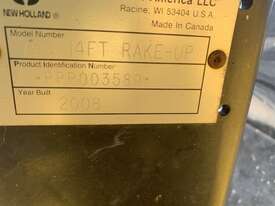 America LLC
Racine, WI 53404 U.S.A.
Made In Canada
NEW HOLLAND
Model Number
14FT RAKE-UP
Product Identification Number
Year Built
2008